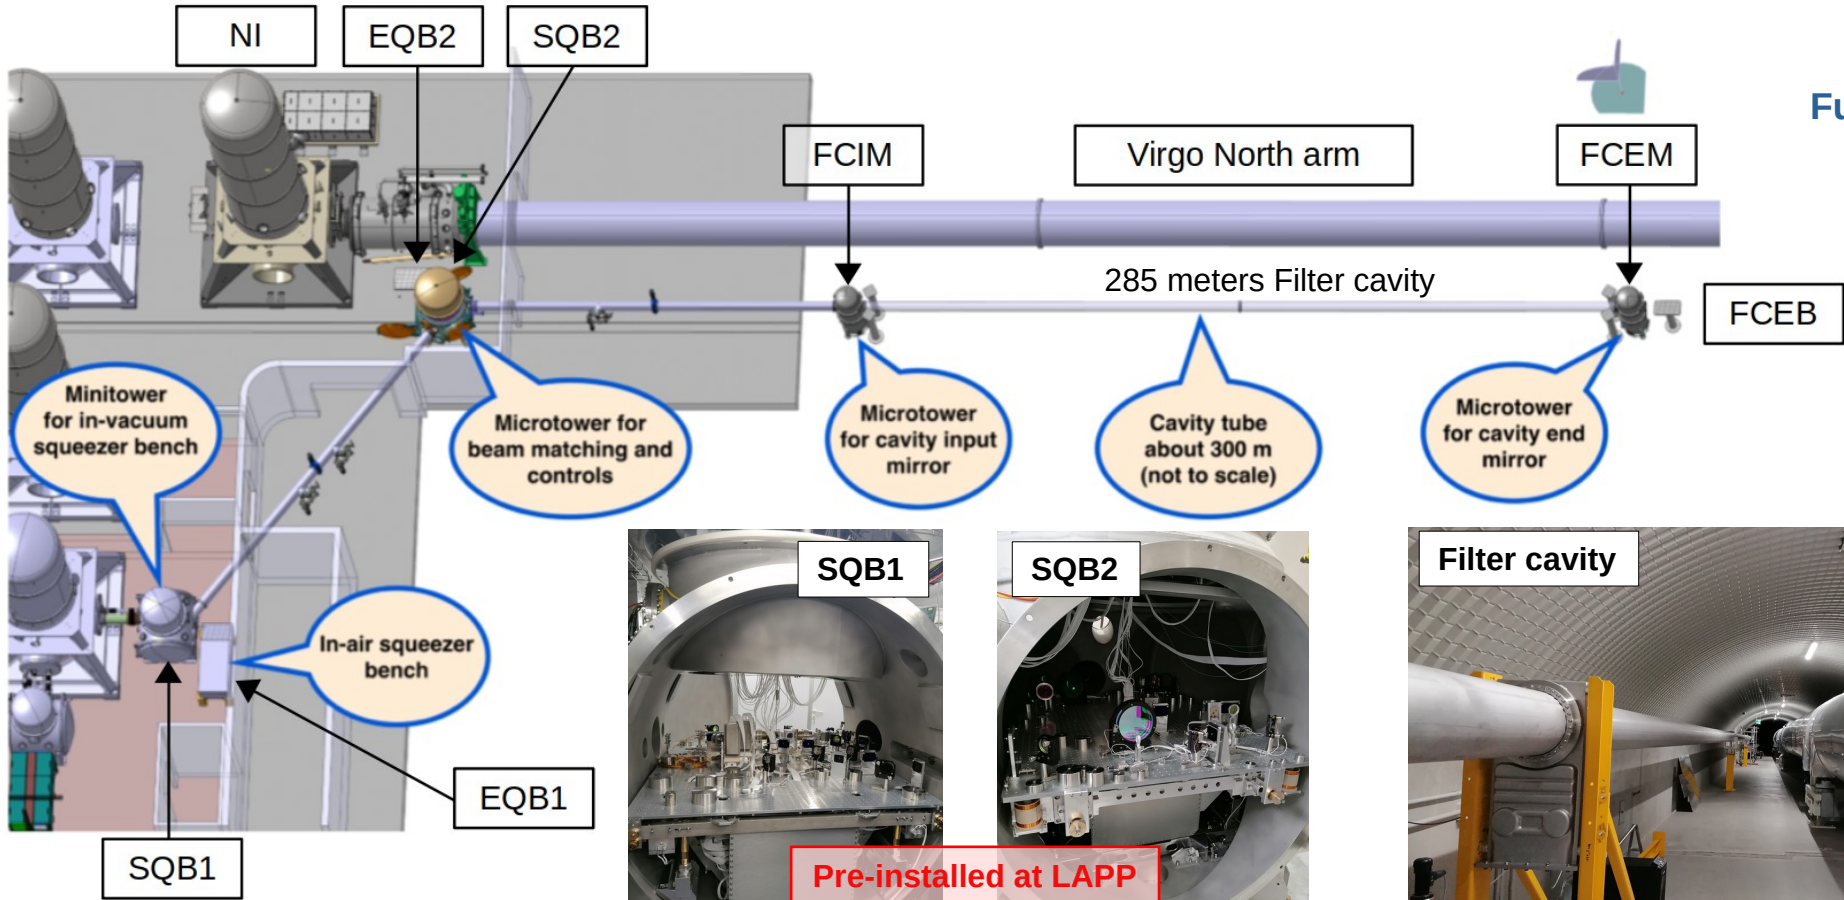 NI
EQB2
SQB2
Fu
FCIM
Virgo North arm
FCEM
285 meters Filter cavity
FCEB
Minitower
for in-vacuum
squeezer bench
Microtower for
beam matching and
controls
Microtower
for cavity input
mirror
Cavity tube
about 300 m
(not to scale)
Microtower
for cavity end
mirror
In-air squeezer
bench
EQB1
SQB1
SQB1
SQB2
Filter cavity
Pre-installed at LAPP